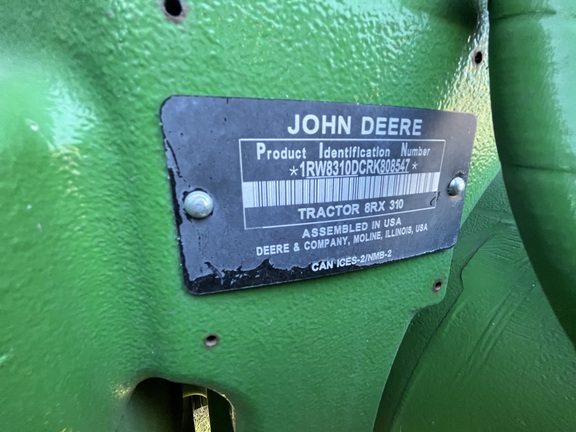 JOHN DEERE
Product Identification Number
*1RW8310DCRK808547*
TRACTOR 8RX 310
ASSEMBLED IN USA
DEERE & COMPANY, MOLINE, ILLINOIS, USA
CAN ICES-2/NMB-2